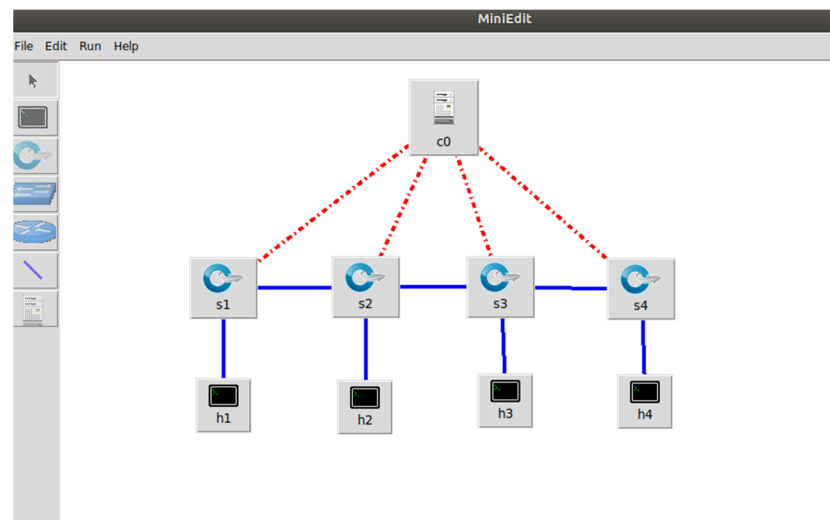 MiniEdit
File Edit Run Help
c0
s1 s2 s3 s4
h1 h2 h3 h4